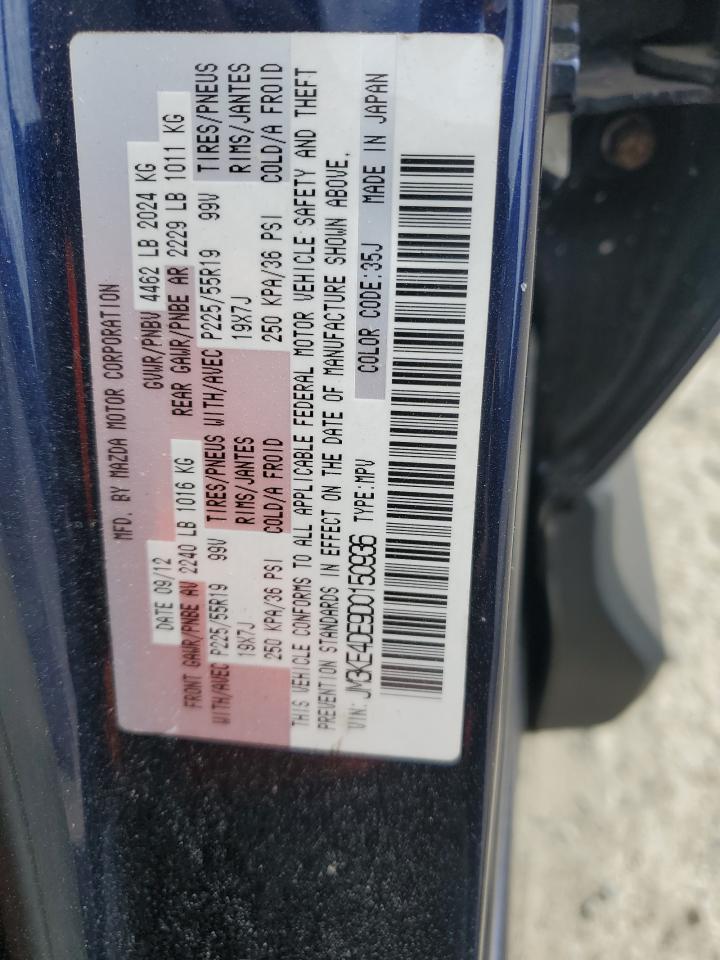 MFD. BY MAZDA MOTOR CORPORATION
DATE 09/12 GVWR/PNBV 4462 LB 2024 KG
FRONT GAWR/PNBE AV 2240 LB 1016 KG REAR GAWR/PNBE AR 2229 LB 1011 KG
WITH/AVEC P225/55R19 99V TIRES/PNEUS WITH/AVEC P225/55R19 99V TIRES/PNEUS
19X7J RIMS/JANTES 19X7J RIMS/JANTES
250 KPA/36 PSI COLD/A FROID 250 KPA/36 PSI COLD/A FROID
THIS VEHICLE CONFORMS TO ALL APPLICABLE FEDERAL MOTOR VEHICLE SAFETY AND THEFT
PREVENTION STANDARDS IN EFFECT ON THE DATE OF MANUFACTURE SHOWN ABOVE.
VIN: JM3KE4DE9D0150936 TYPE:MPV COLOR CODE:35J MADE IN JAPAN